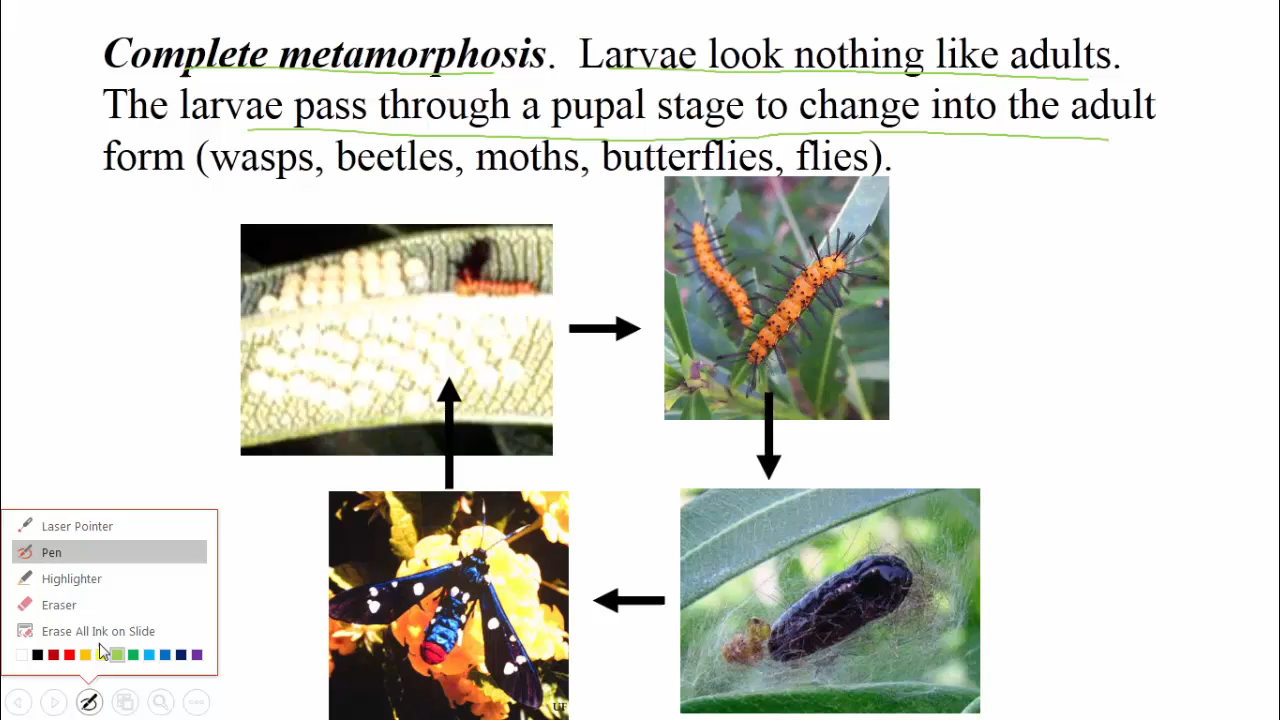 Complete metamorphosis.  Larvae look nothing like adults.
The larvae pass through a pupal stage to change into the adult
form (wasps, beetles, moths, butterflies, flies).
UF
Laser Pointer
Pen
Highlighter
Eraser
Erase All Ink on Slide